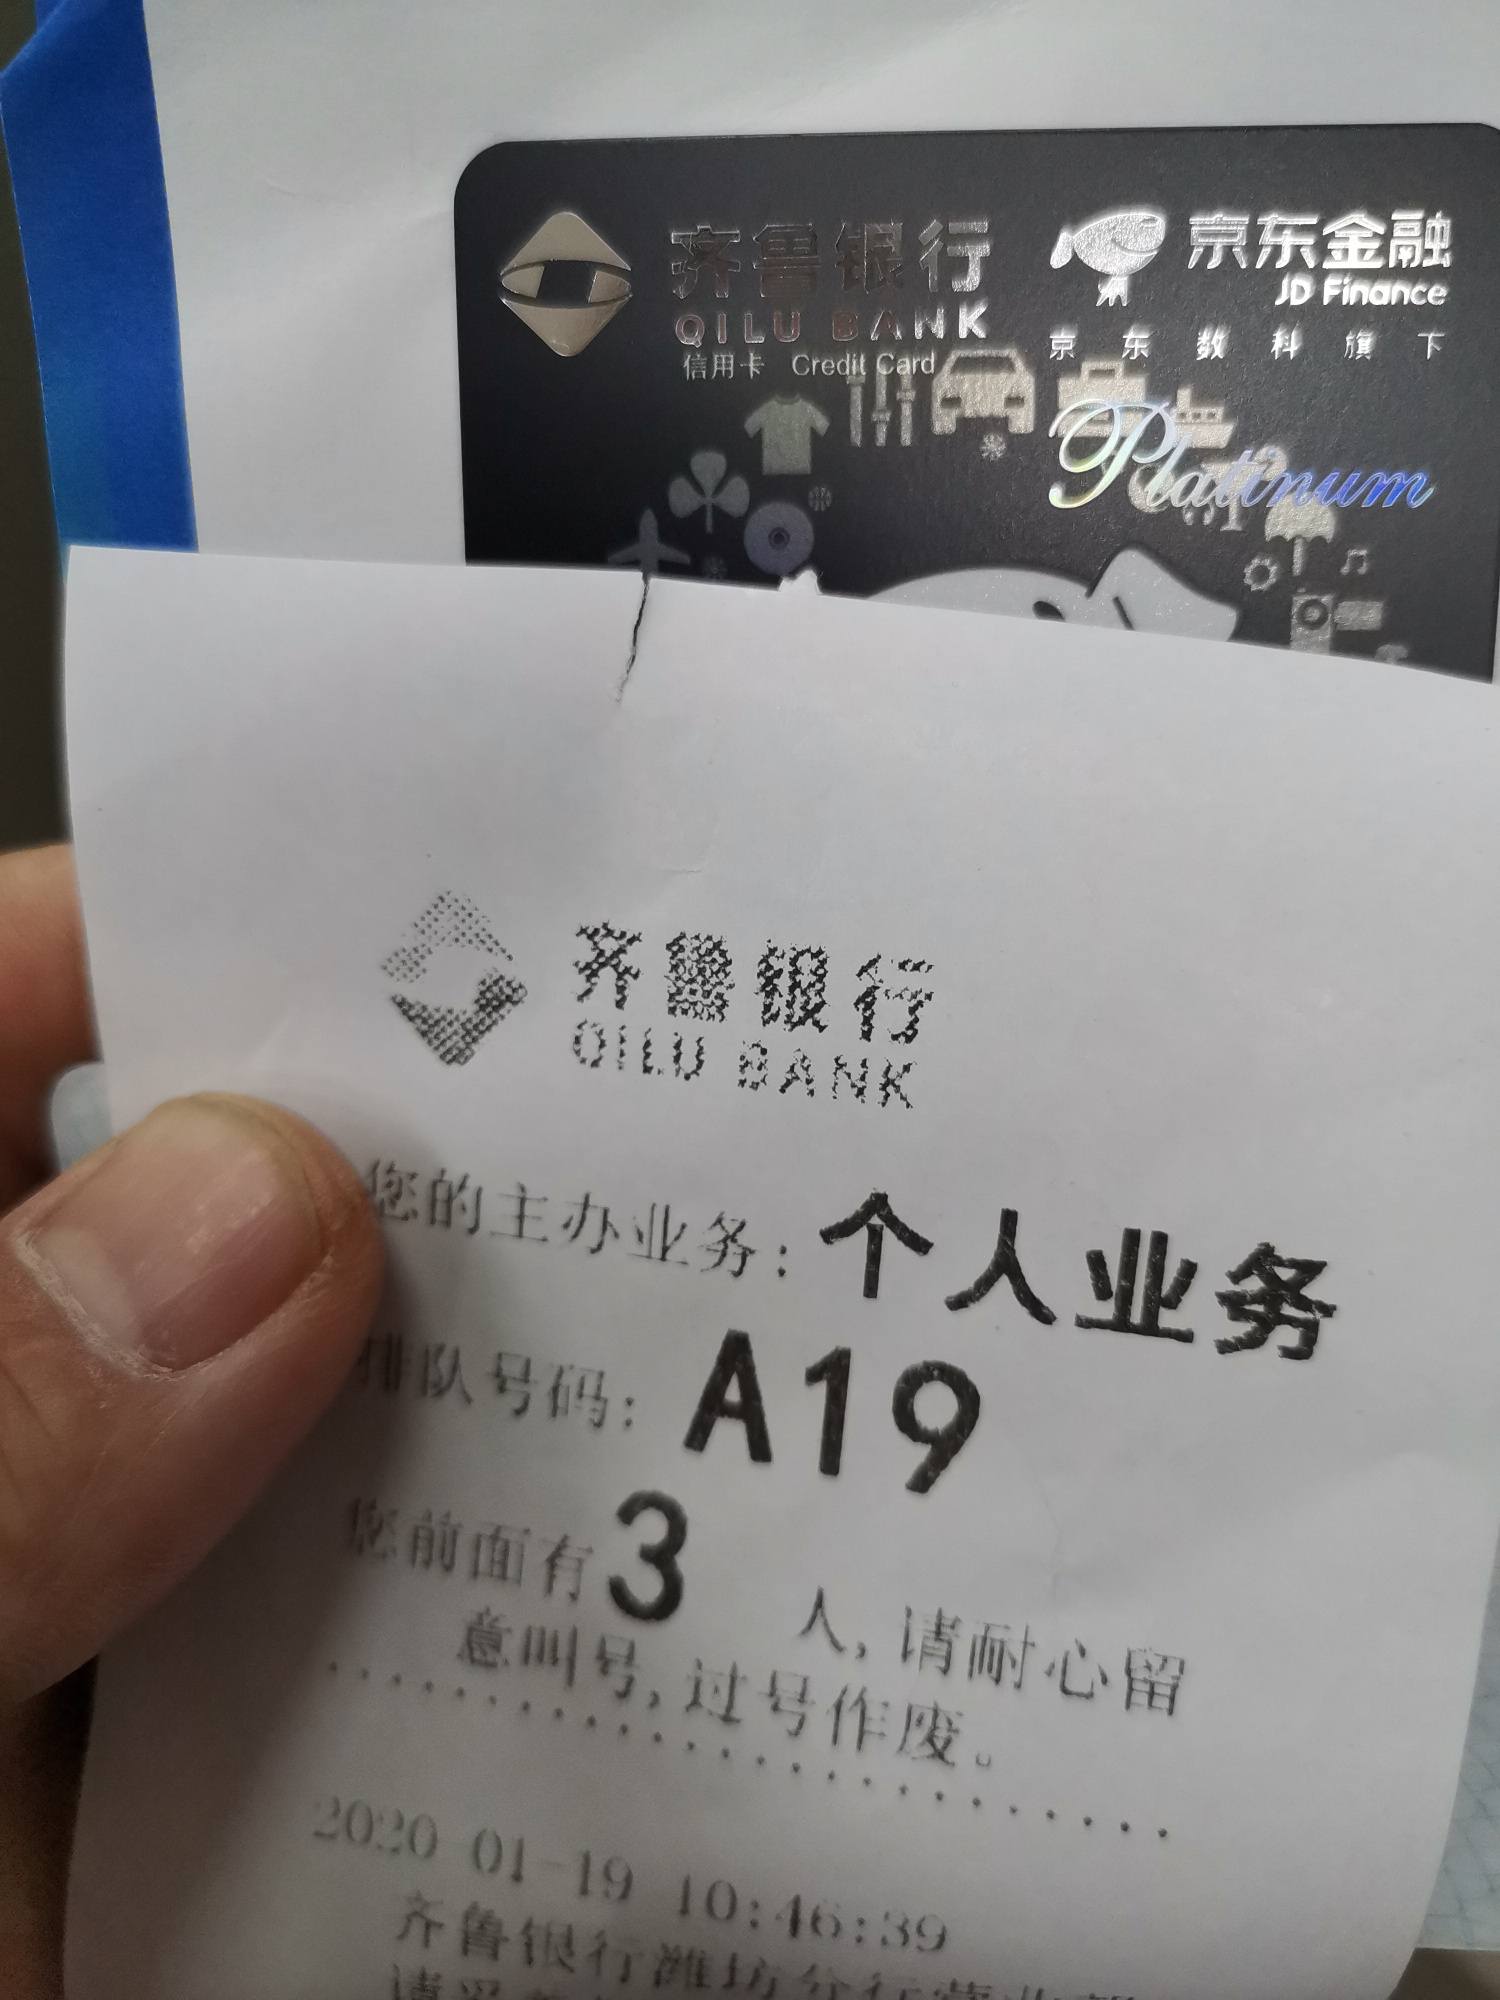 齐鲁银行
QILU BANK
信用卡 Credit Card
京东金融
JD Finance
京东数科旗下
Platinum
齐鲁银行
QILU BANK
您的主办业务：个人业务
排队号码：A19
您前面有3 人，请耐心留
意叫号，过号作废。
2020-01-19 10:46:39
齐鲁银行潍坊分行营业部